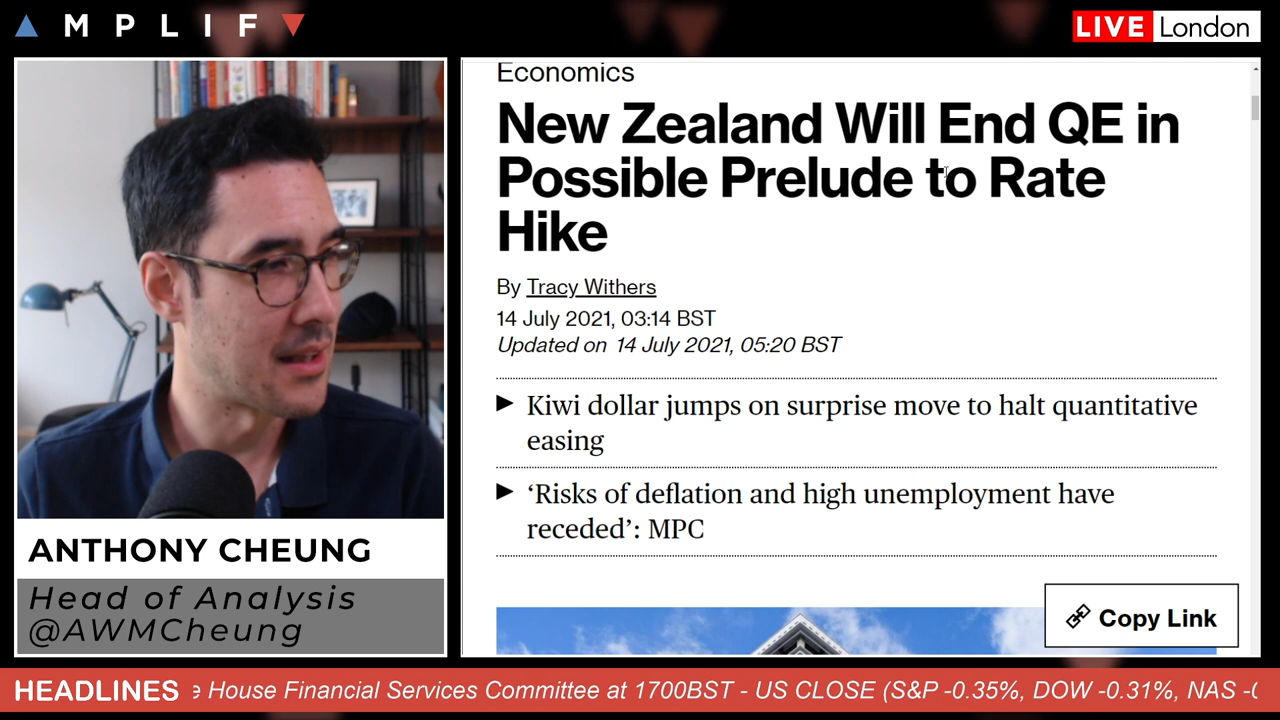 AMPLIFY
LIVE London
Economics
New Zealand Will End QE in
Possible Prelude to Rate
Hike
By Tracy Withers
14 July 2021, 03:14 BST
Updated on 14 July 2021, 05:20 BST
Kiwi dollar jumps on surprise move to halt quantitative
easing
‘Risks of deflation and high unemployment have
receded’: MPC
Copy Link
ANTHONY CHEUNG
Head of Analysis
@AWMCheung
HEADLINES House Financial Services Committee at 1700BST - US CLOSE (S&P -0.35%, DOW -0.31%, NAS